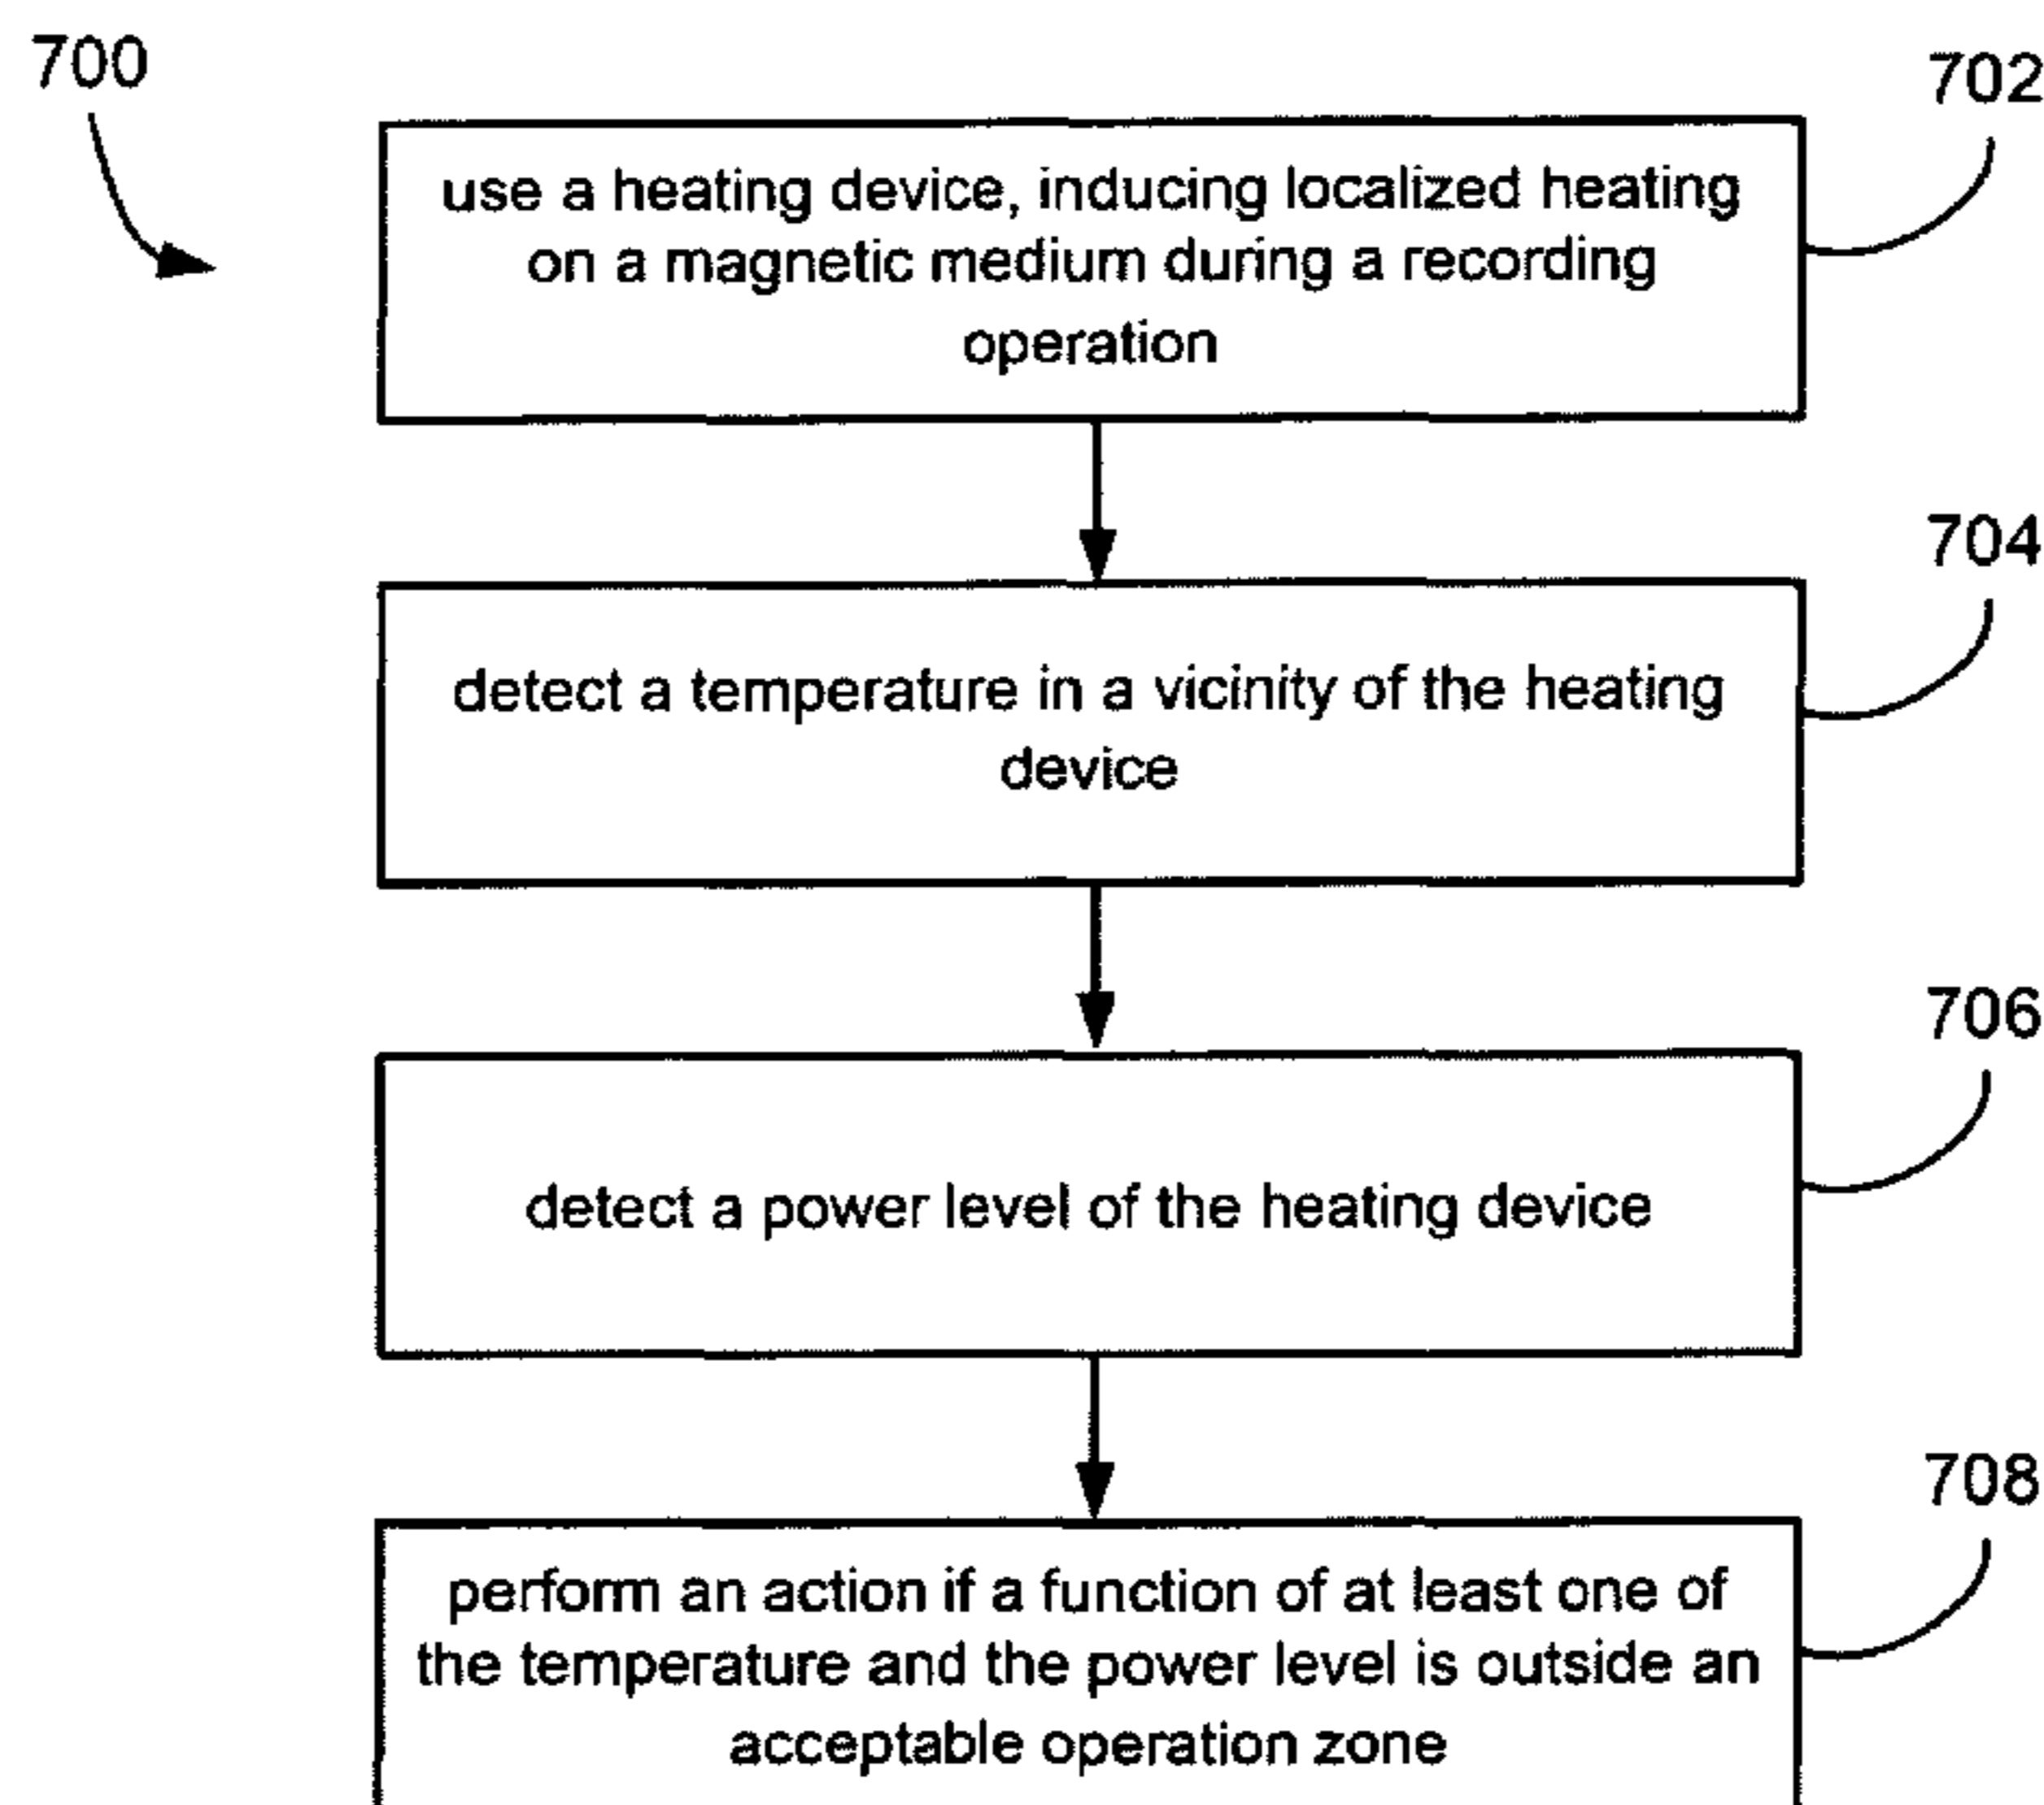 700
702
use a heating device, inducing localized heating
on a magnetic medium during a recording
operation
704
detect a temperature in a vicinity of the heating
device
706
detect a power level of the heating device
708
perform an action if a function of at least one of
the temperature and the power level is outside an
acceptable operation zone